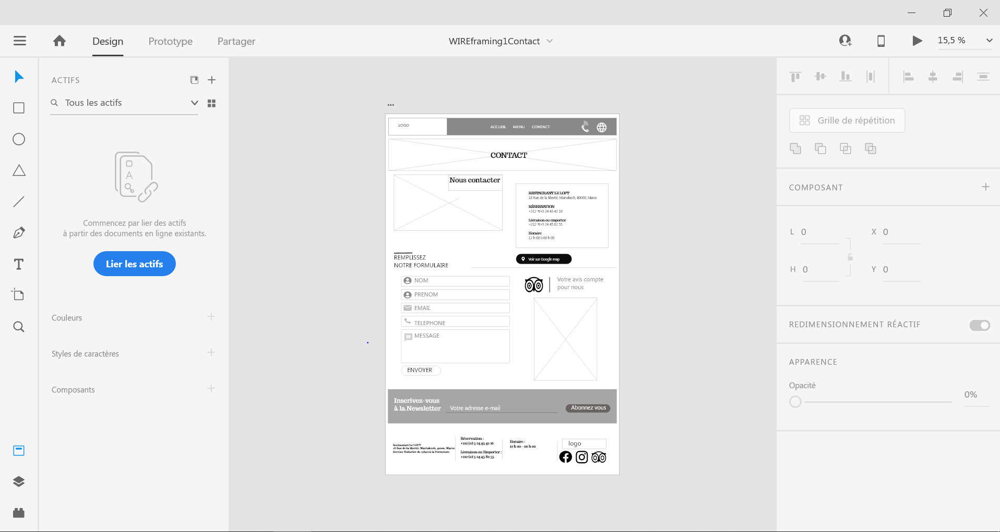 Design
Prototype
Partager
WIREframing1Contact
15,5 %
ACTIFS
Tous les actifs
Commencez par lier des actifs
à partir des documents en ligne existants.
Lier les actifs
Couleurs
Styles de caractères
Composants
LOGO
ACCUEIL
MENU
CONTACT
CONTACT
Nous contacter
RESTAURANT LE LOFT
18 Rue de la liberté, Marrakech, 40000, Maroc
RÉSERVATION
+212 *0+5 24 43 42 16
Livraison ou emporter
+212 *0+5 24 45 82 55
Horaire
12 h 00 ò 00 h 00
Voir sur Google map
REMPLISSEZ
NOTRE FORMULAIRE
NOM
PRENOM
EMAIL
TELEPHONE
MESSAGE
ENVOYER
Votre avis compte
pour nous
Inscrivez-vous
à la Newsletter
Votre adresse e-mail
Abonnez vous
Restaurant Le LOFT
18 Rue de la liberté, Marrakech, 40000, Maroc
Service Voiturier de 19h00 à la Fermeture
Réservation :
+212 (0) 5 24 43 42 16
Livraison ou Emporter :
+212 (0) 5 24 45 82 55
Horaire :
12 h 00 - 00 h 00
logo
Grille de répétition
COMPOSANT
L 0
X 0
H 0
Y 0
REDIMENSIONNEMENT RÉACTIF
APPARENCE
Opacité
0%